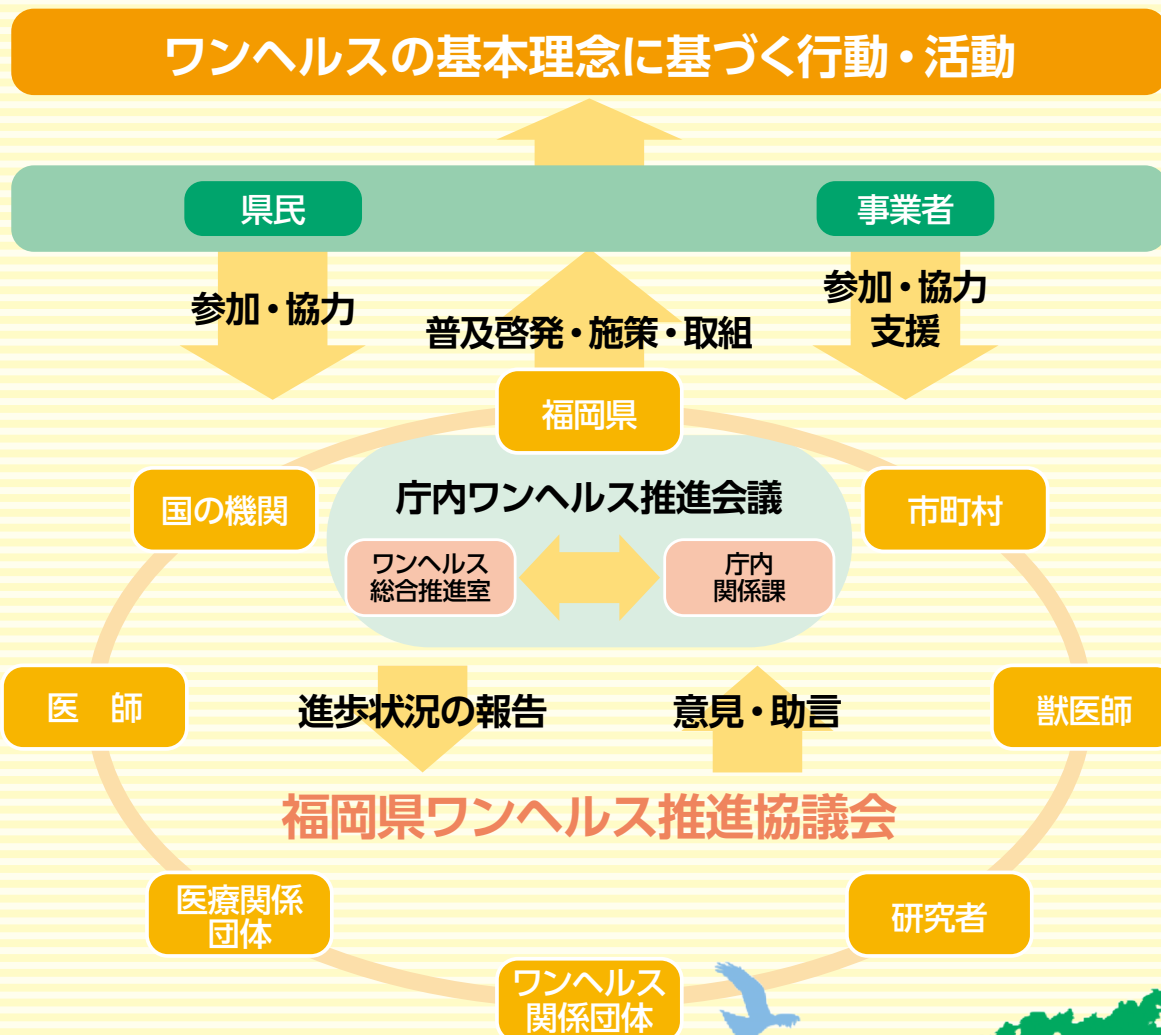 ワンヘルスの基本理念に基づく行動・活動
県民
事業者
参加・協力
普及啓発・施策・取組
参加・協力
支援
福岡県
国の機関
庁内ワンヘルス推進会議
市町村
ワンヘルス
総合推進室
庁内
関係課
医　師
進歩状況の報告
意見・助言
獣医師
福岡県ワンヘルス推進協議会
医療関係
団体
研究者
ワンヘルス
関係団体